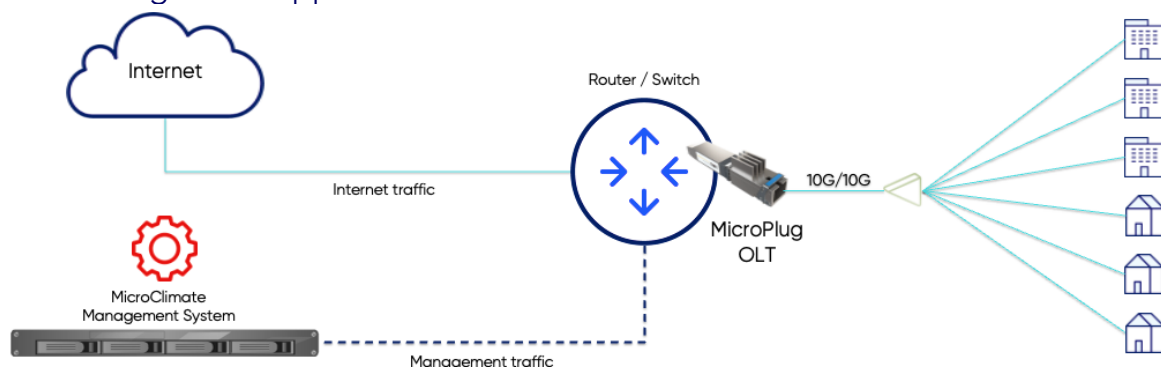 Internet
Router / Switch
Internet traffic
10G/10G
MicroPlug
OLT
MicroClimate
Management System
Management traffic